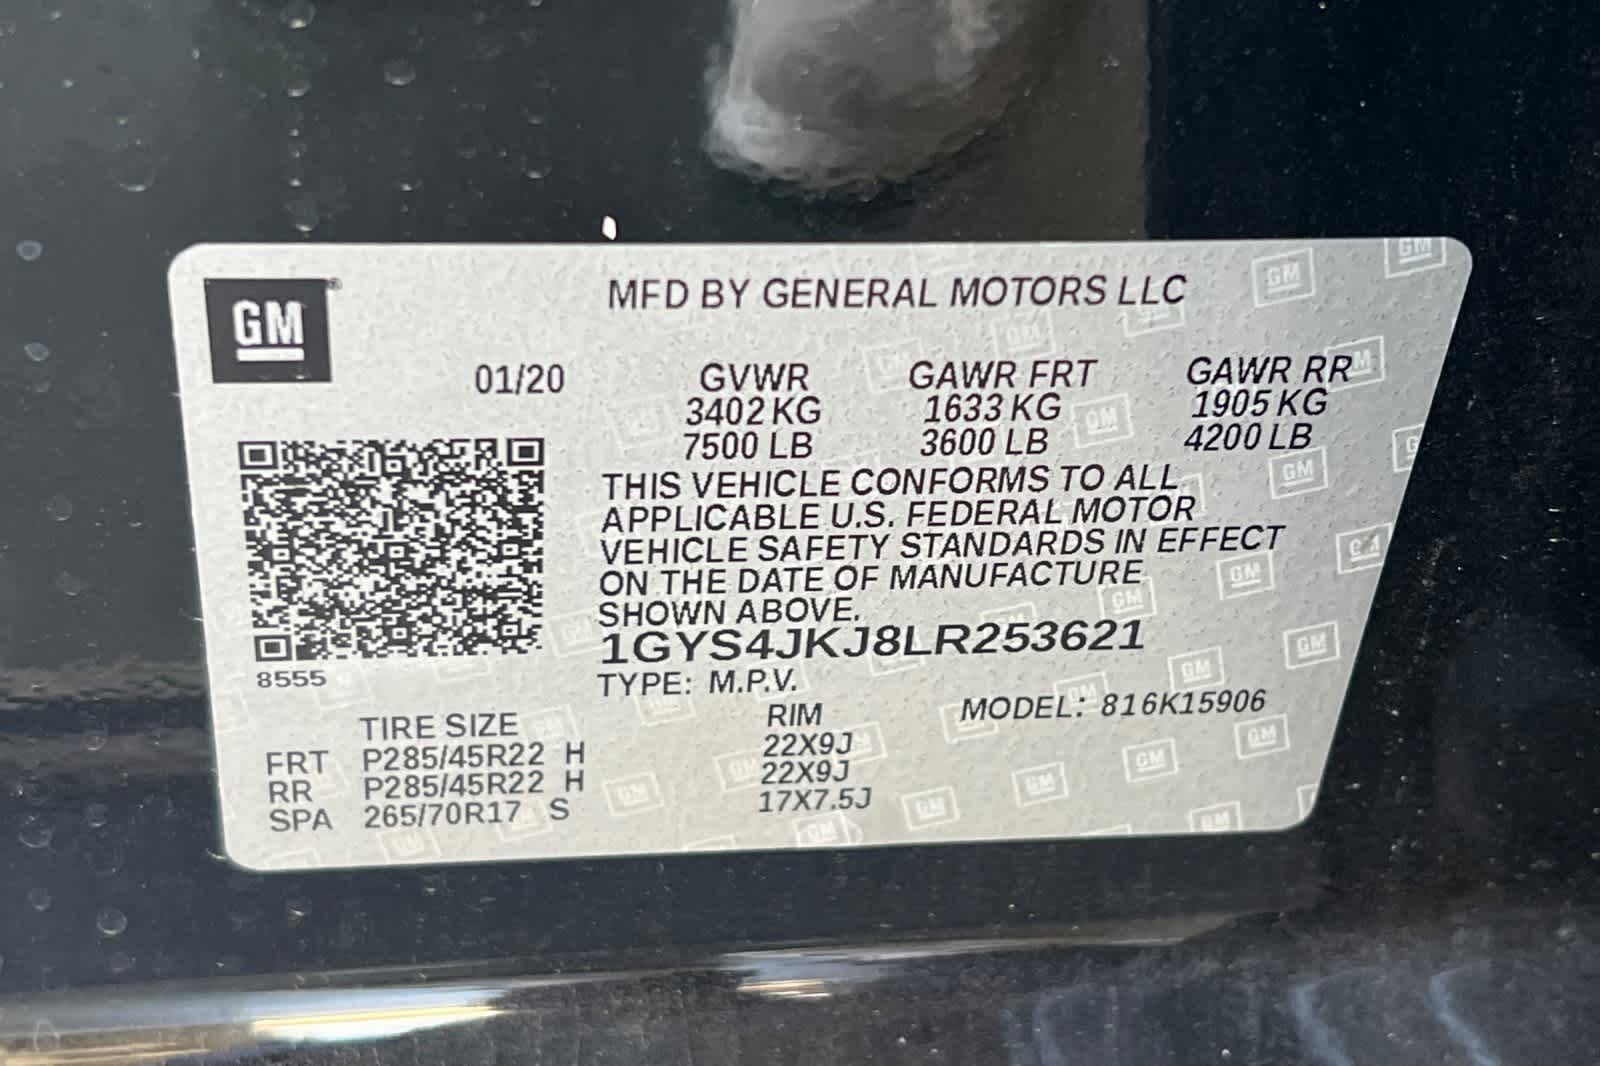 GM
MFD BY GENERAL MOTORS LLC
01/20 GVWR GAWR FRT GAWR RR
3402 KG 1633 KG 1905 KG
7500 LB 3600 LB 4200 LB
THIS VEHICLE CONFORMS TO ALL
APPLICABLE U.S. FEDERAL MOTOR
VEHICLE SAFETY STANDARDS IN EFFECT
ON THE DATE OF MANUFACTURE
SHOWN ABOVE.
1GYS4JKJ8LR253621
8555
TYPE: M.P.V.
MODEL: 816K15906
TIRE SIZE RIM
FRT P285/45R22 H 22X9J
RR P285/45R22 H 22X9J
SPA 265/70R17 S 17X7.5J